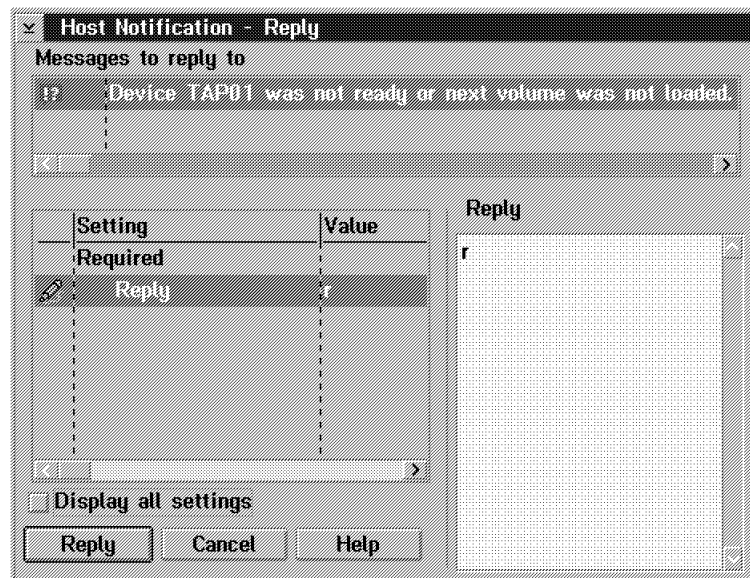 Host Notification - Reply
Messages to reply to
!? Device TAP01 was not ready or next volume was not loaded.
Setting Value
Required
Reply r
Display all settings
Reply Cancel Help
Reply
r